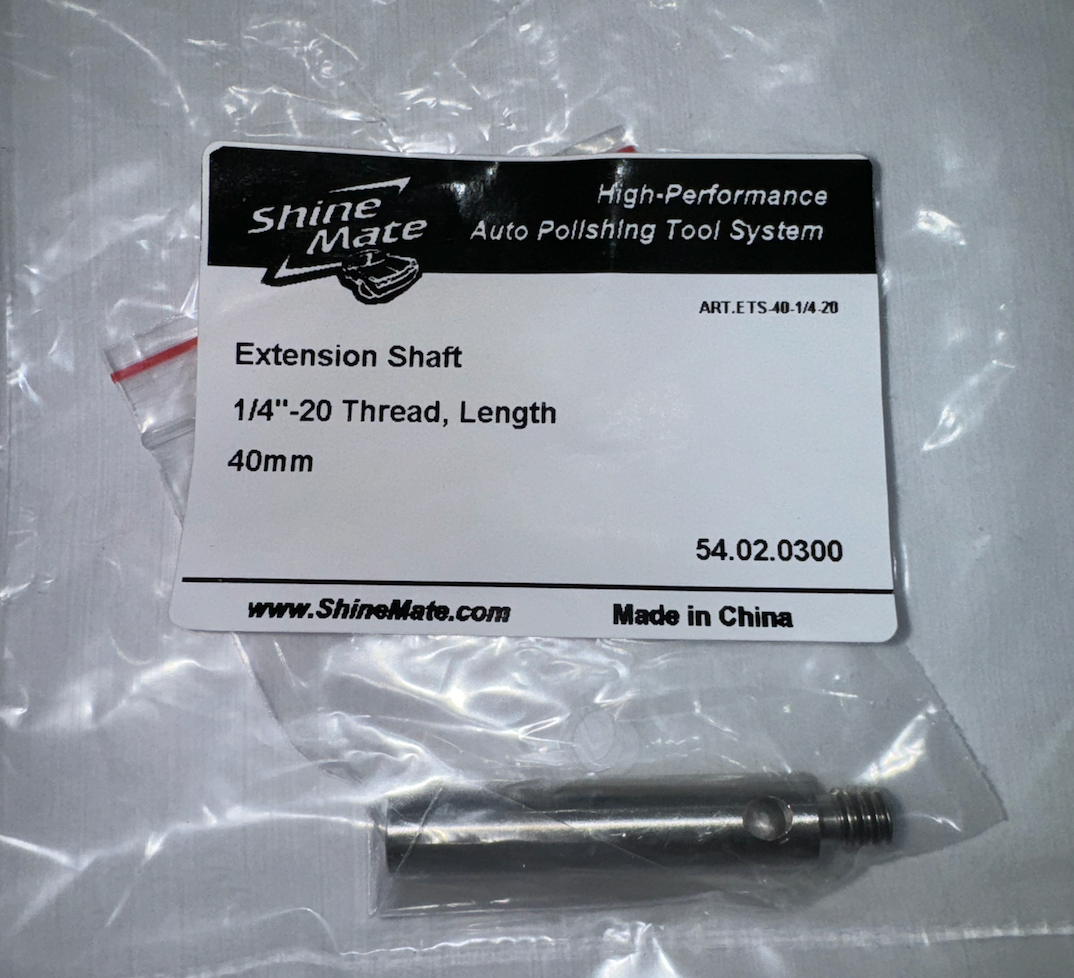 Shine
Mate
High-Performance
Auto Polishing Tool System
ART.ETS-40-1/4-20
Extension Shaft
1/4"-20 Thread, Length
40mm
54.02.0300
www.ShineMate.com
Made in China